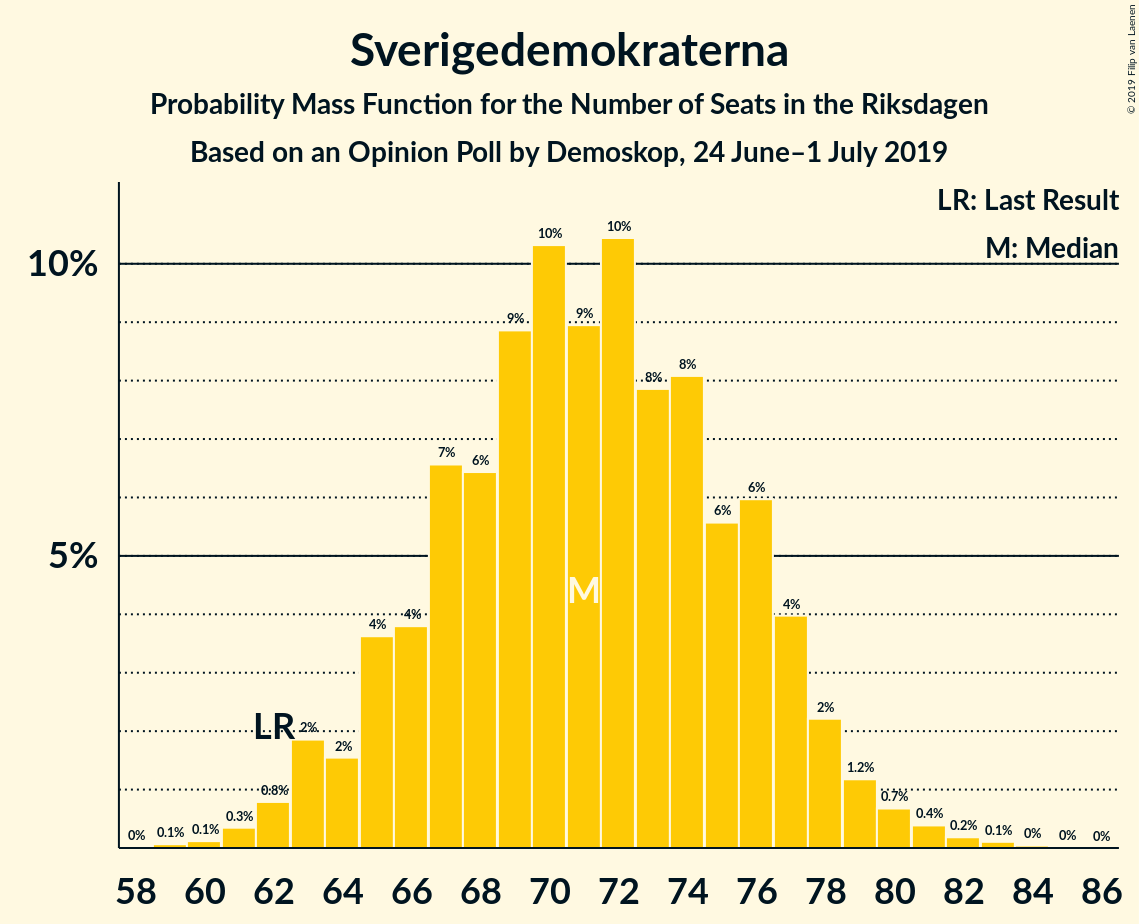 Sverigedemokraterna
Probability Mass Function for the Number of Seats in the Riksdagen
Based on an Opinion Poll by Demoskop, 24 June–1 July 2019
© 2019 Filip van Laenen
LR: Last Result
M: Median
10%
5%
0% 0.1% 0.1% 0.3% 0.8% 2% 2% 4% 4% 7% 6% 9% 10% 9% 10% 8% 8% 6% 6% 4% 2% 1.2% 0.7% 0.4% 0.2% 0.1% 0% 0% 0%
LR
M
58 60 62 64 66 68 70 72 74 76 78 80 82 84 86